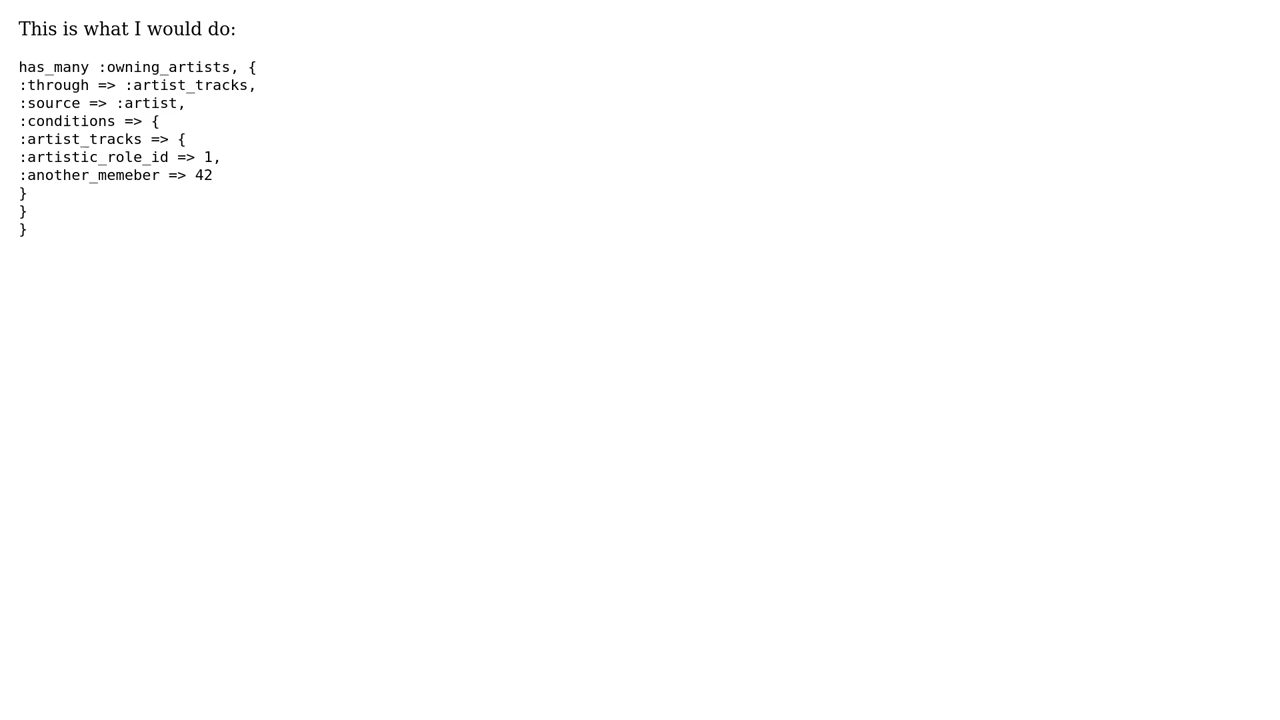 This is what I would do:
has_many :owning_artists, {
:through => :artist_tracks,
:source => :artist,
:conditions => {
:artist_tracks => {
:artistic_role_id => 1,
:another_memeber => 42
}
}
}